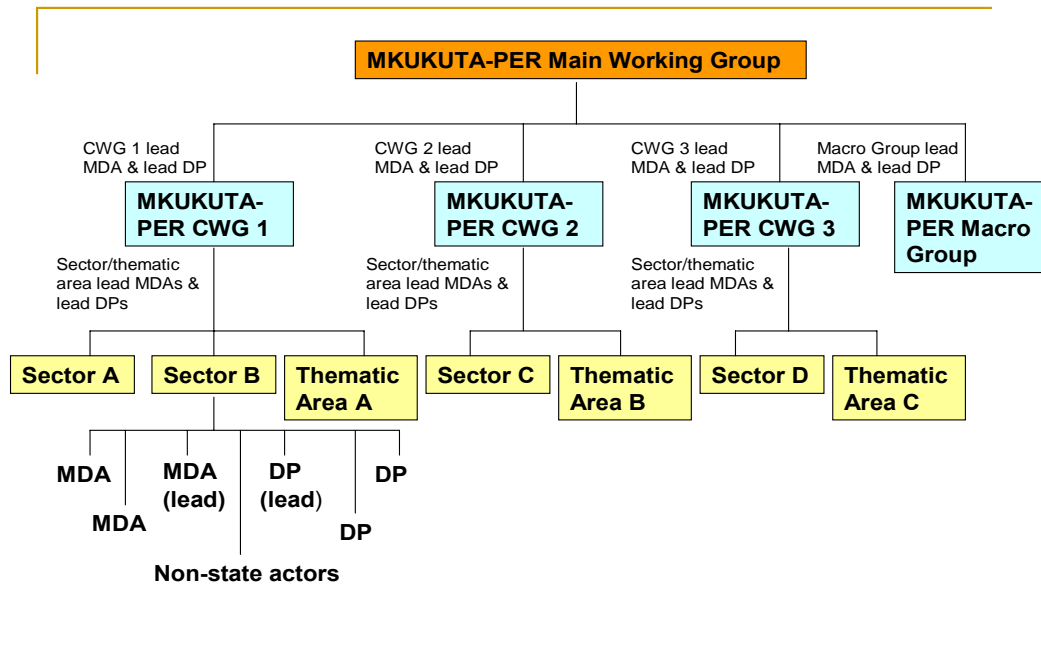 MKUKUTA-PER Main Working Group
CWG 1 lead
MDA & lead DP
CWG 2 lead
MDA & lead DP
CWG 3 lead
MDA & lead DP
Macro Group lead
MDA & lead DP
MKUKUTA-
PER CWG 1
MKUKUTA-
PER CWG 2
MKUKUTA-
PER CWG 3
MKUKUTA-
PER Macro
Group
Sector/thematic
area lead MDAs &
lead DPs
Sector/thematic
area lead MDAs &
lead DPs
Sector/thematic
area lead MDAs &
lead DPs
Sector A
Sector B
Thematic
Area A
Sector C
Thematic
Area B
Sector D
Thematic
Area C
MDA
MDA
MDA
(lead)
DP
(lead)
DP
DP
Non-state actors